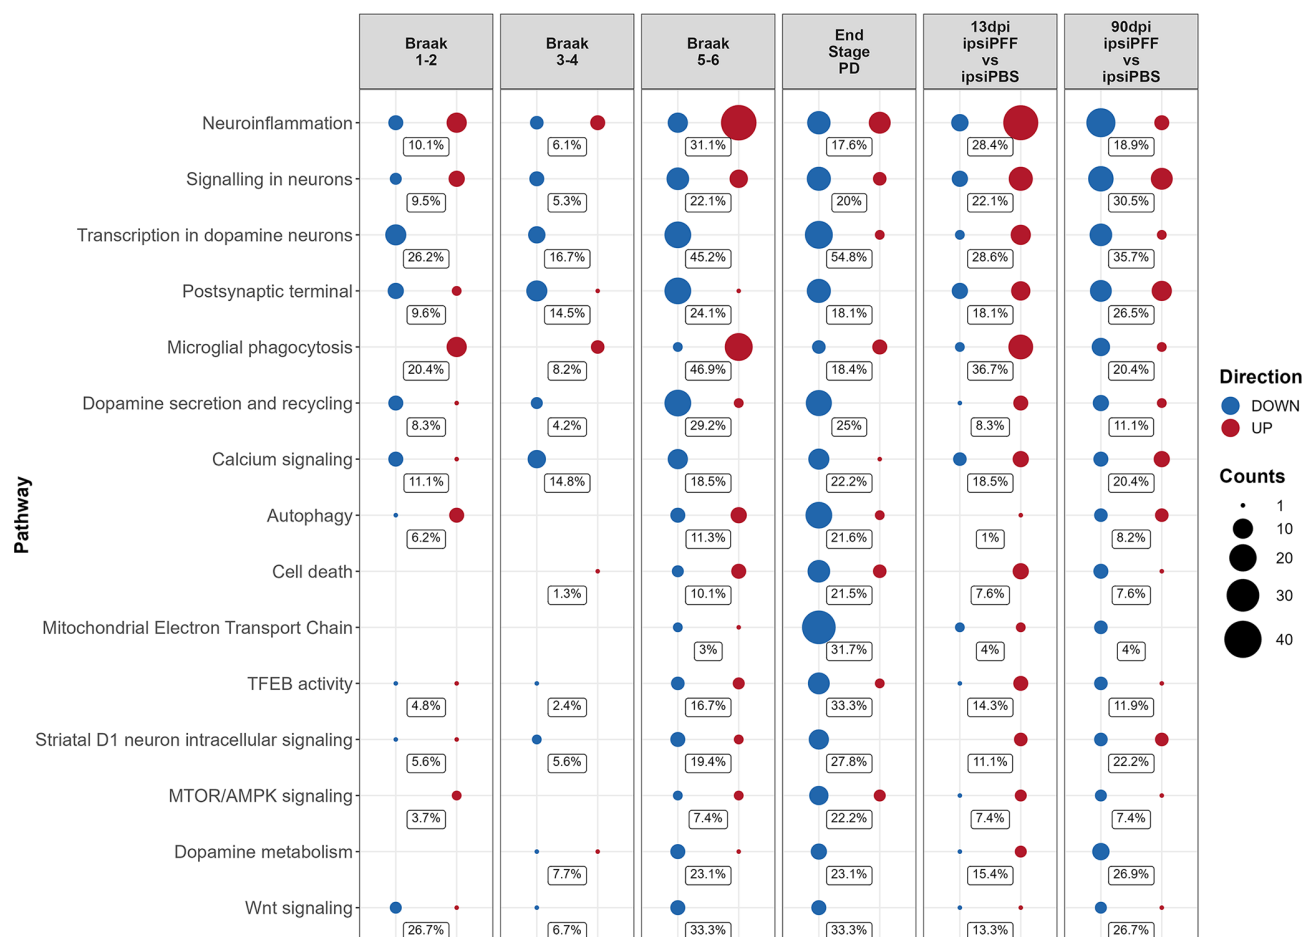 Braak
1-2
Braak
3-4
Braak
5-6
End
Stage
PD
13dpi
ipsiPFF
vs
ipsiPBS
90dpi
ipsiPFF
vs
ipsiPBS
Pathway
Neuroinflammation
10.1% 6.1% 31.1% 17.6% 28.4% 18.9%
Signalling in neurons
9.5% 5.3% 22.1% 20% 22.1% 30.5%
Transcription in dopamine neurons
26.2% 16.7% 45.2% 54.8% 28.6% 35.7%
Postsynaptic terminal
9.6% 14.5% 24.1% 18.1% 18.1% 26.5%
Microglial phagocytosis
20.4% 8.2% 46.9% 18.4% 36.7% 20.4%
Dopamine secretion and recycling
8.3% 4.2% 29.2% 25% 8.3% 11.1%
Calcium signaling
11.1% 14.8% 18.5% 22.2% 18.5% 20.4%
Autophagy
6.2% 11.3% 21.6% 1% 8.2%
Cell death
1.3% 10.1% 21.5% 7.6% 7.6%
Mitochondrial Electron Transport Chain
3% 31.7% 4% 4%
TFEB activity
4.8% 2.4% 16.7% 33.3% 14.3% 11.9%
Striatal D1 neuron intracellular signaling
5.6% 5.6% 19.4% 27.8% 11.1% 22.2%
MTOR/AMPK signaling
3.7% 7.4% 22.2% 7.4% 7.4%
Dopamine metabolism
7.7% 23.1% 23.1% 15.4% 26.9%
Wnt signaling
26.7% 6.7% 33.3% 33.3% 13.3% 26.7%
Direction
DOWN
UP
Counts
1
10
20
30
40